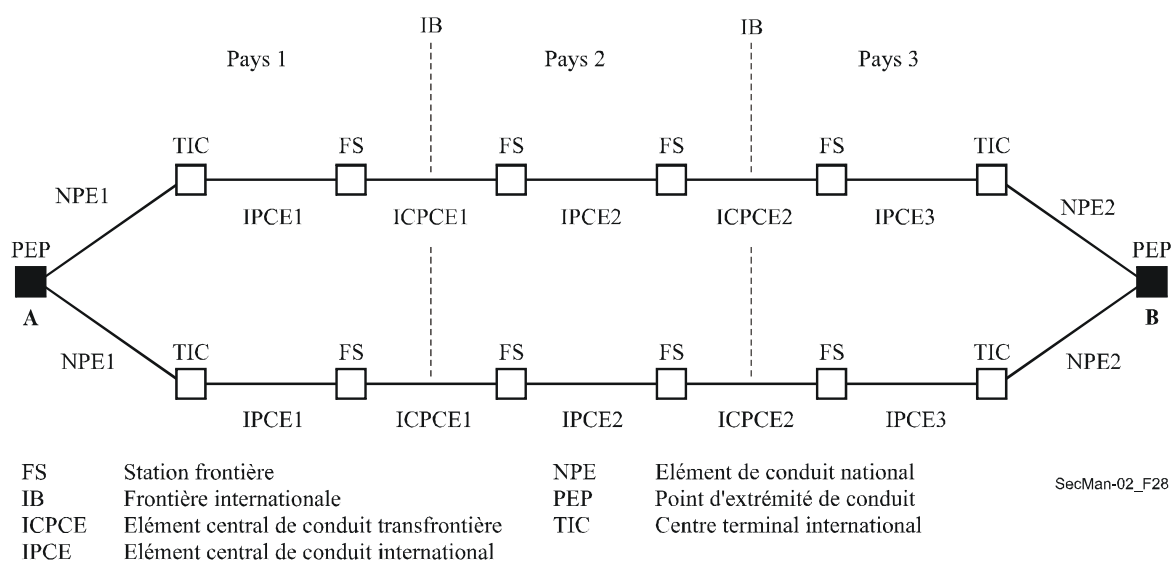 IB IB
Pays 1 Pays 2 Pays 3
TIC FS FS FS FS TIC
NPE1 NPE2
IPCE1 ICPCE1 IPCE2 ICPCE2 IPCE3
PEP PEP
A B
NPE1 NPE2
TIC FS FS FS FS TIC
IPCE1 ICPCE1 IPCE2 ICPCE2 IPCE3
FS Station frontière
IB Frontière internationale
ICPCE Elément central de conduit transfrontière
IPCE Elément central de conduit international
NPE Elément de conduit national
PEP Point d'extrémité de conduit
TIC Centre terminal international
SecMan-02_F28